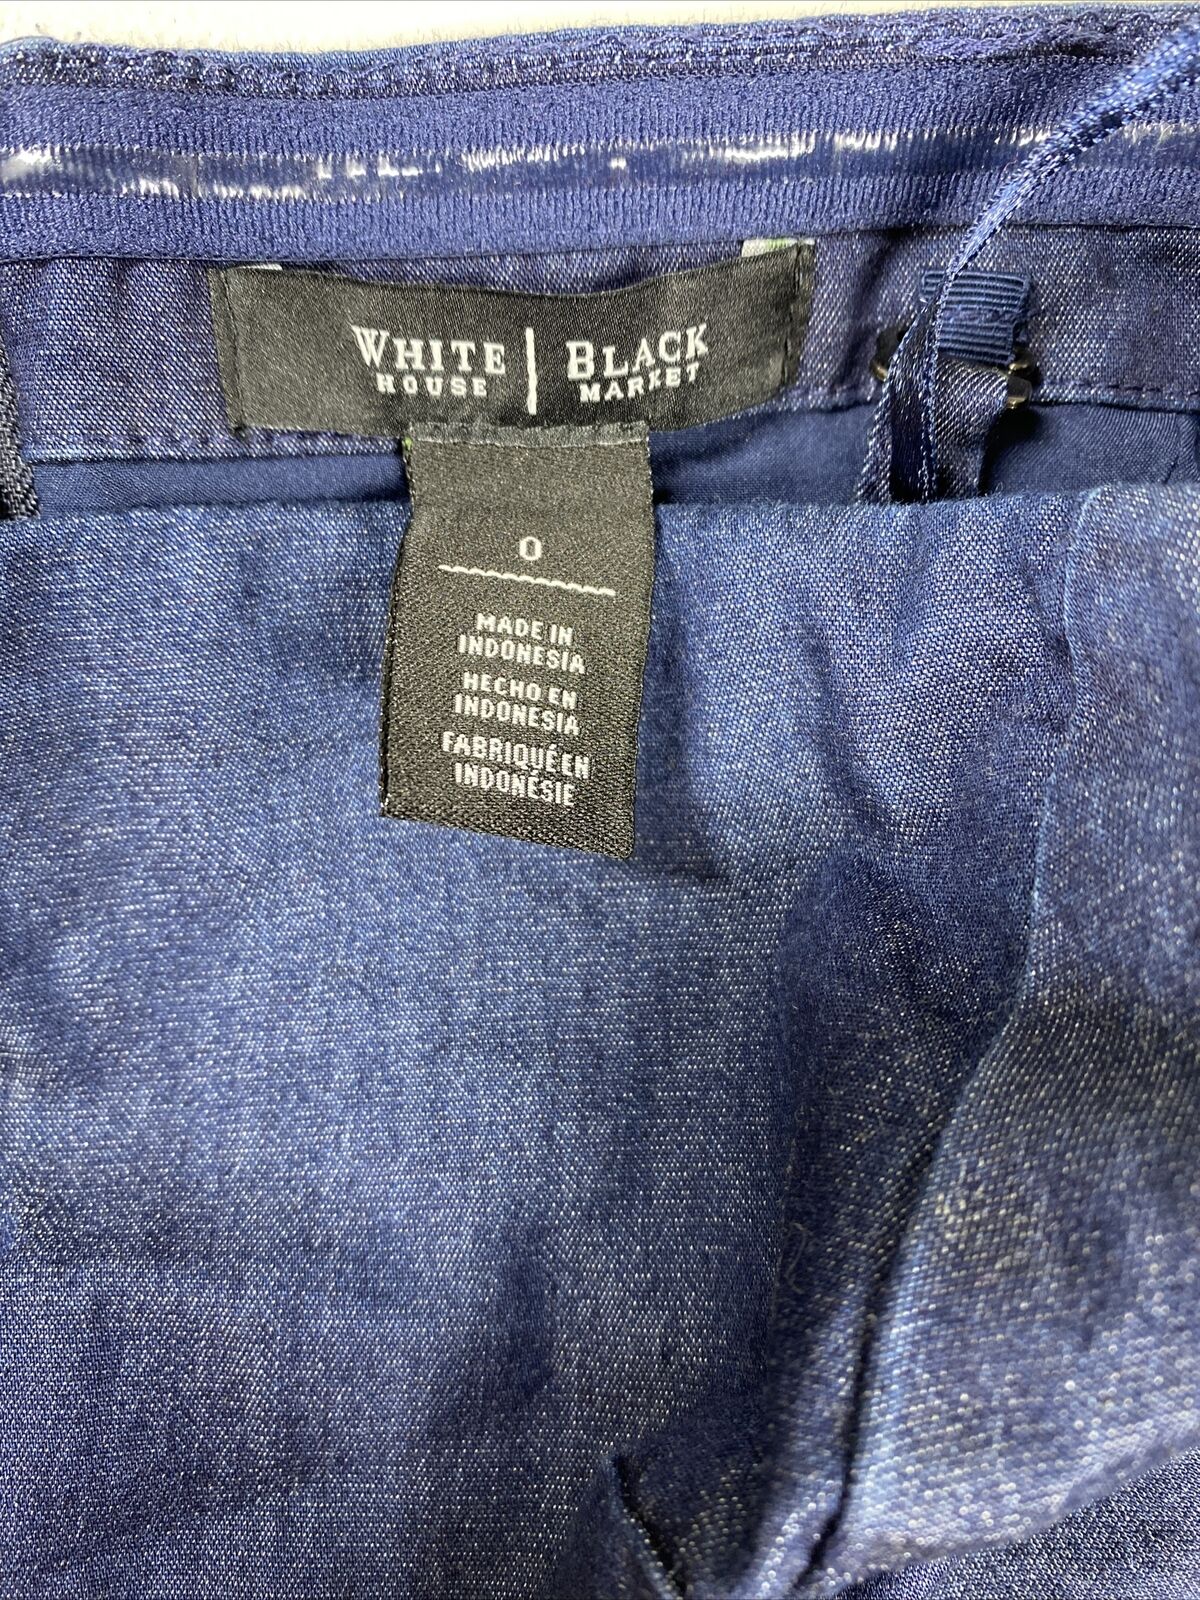 WHITE | BLACK
HOUSE MARKET
0
MADE IN
INDONESIA
HECHO EN
INDONESIA
FABRIQUÉ EN
INDONÉSIE